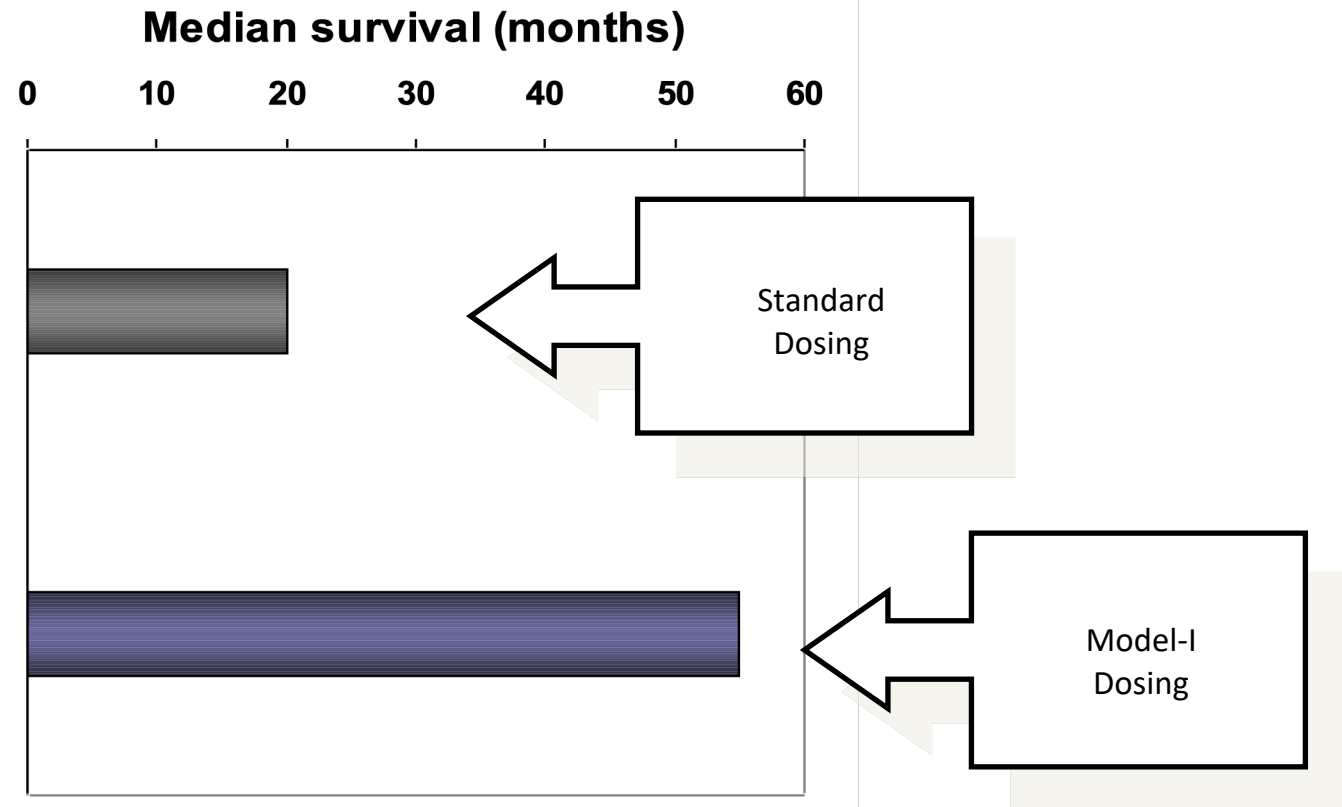 Median survival (months)
0 10 20 30 40 50 60
Standard
Dosing
Model-I
Dosing